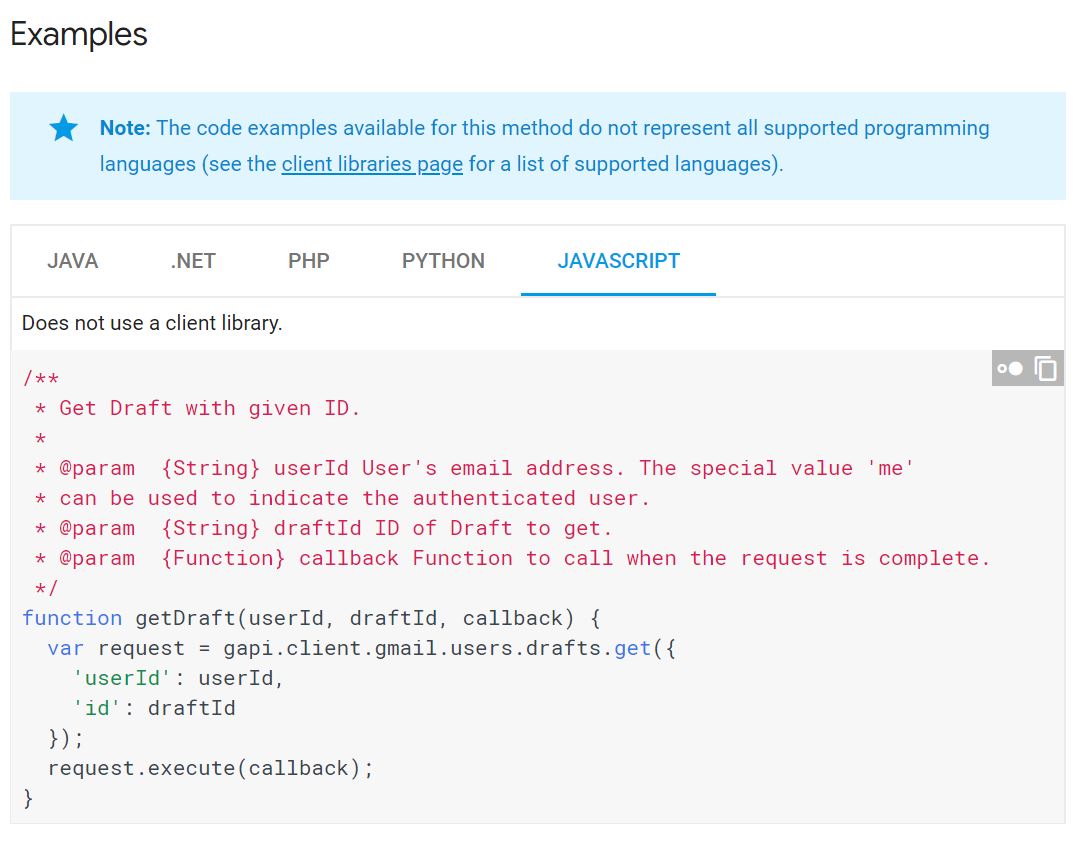 Examples
Note: The code examples available for this method do not represent all supported programming
languages (see the client libraries page for a list of supported languages).
JAVA .NET PHP PYTHON JAVASCRIPT
Does not use a client library.
/**
 * Get Draft with given ID.
 *
 * @param  {String} userId User's email address. The special value 'me'
 * can be used to indicate the authenticated user.
 * @param  {String} draftId ID of Draft to get.
 * @param  {Function} callback Function to call when the request is complete.
 */
function getDraft(userId, draftId, callback) {
  var request = gapi.client.gmail.users.drafts.get({
    'userId': userId,
    'id': draftId
  });
  request.execute(callback);
}